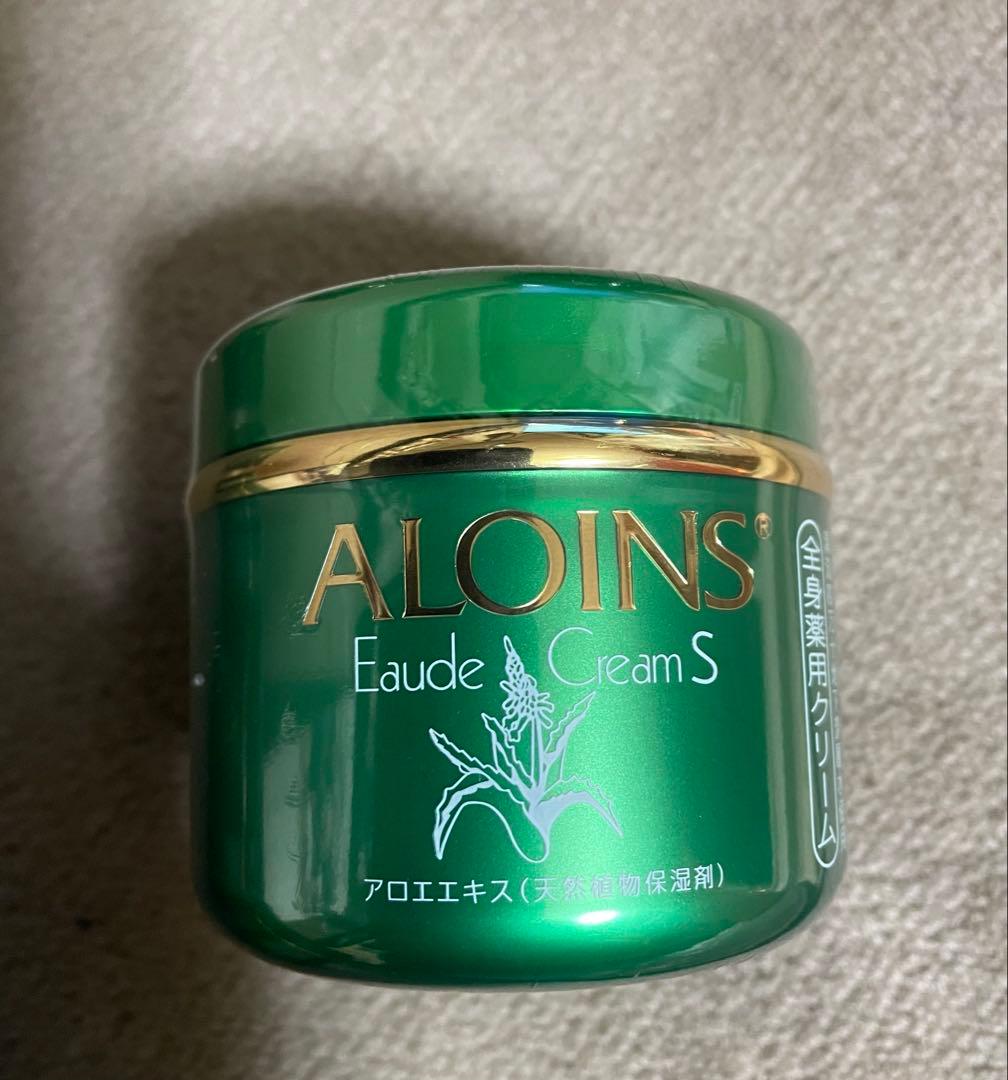 ALOINS®
Eaude Cream S
アロエエキス(天然植物保湿剤)
全身薬用クリーム